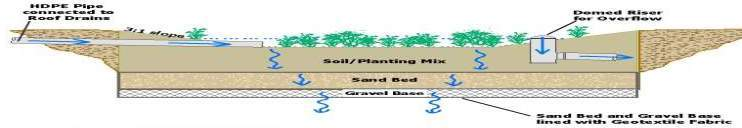 HDPE Pipe
connected to
Roof Drains
3:1 slope
Domed Riser
for Overflow
Soil/Planting Mix
Sand Bed
Gravel Base
Sand Bed and Gravel Base
lined with Geotextile Fabric